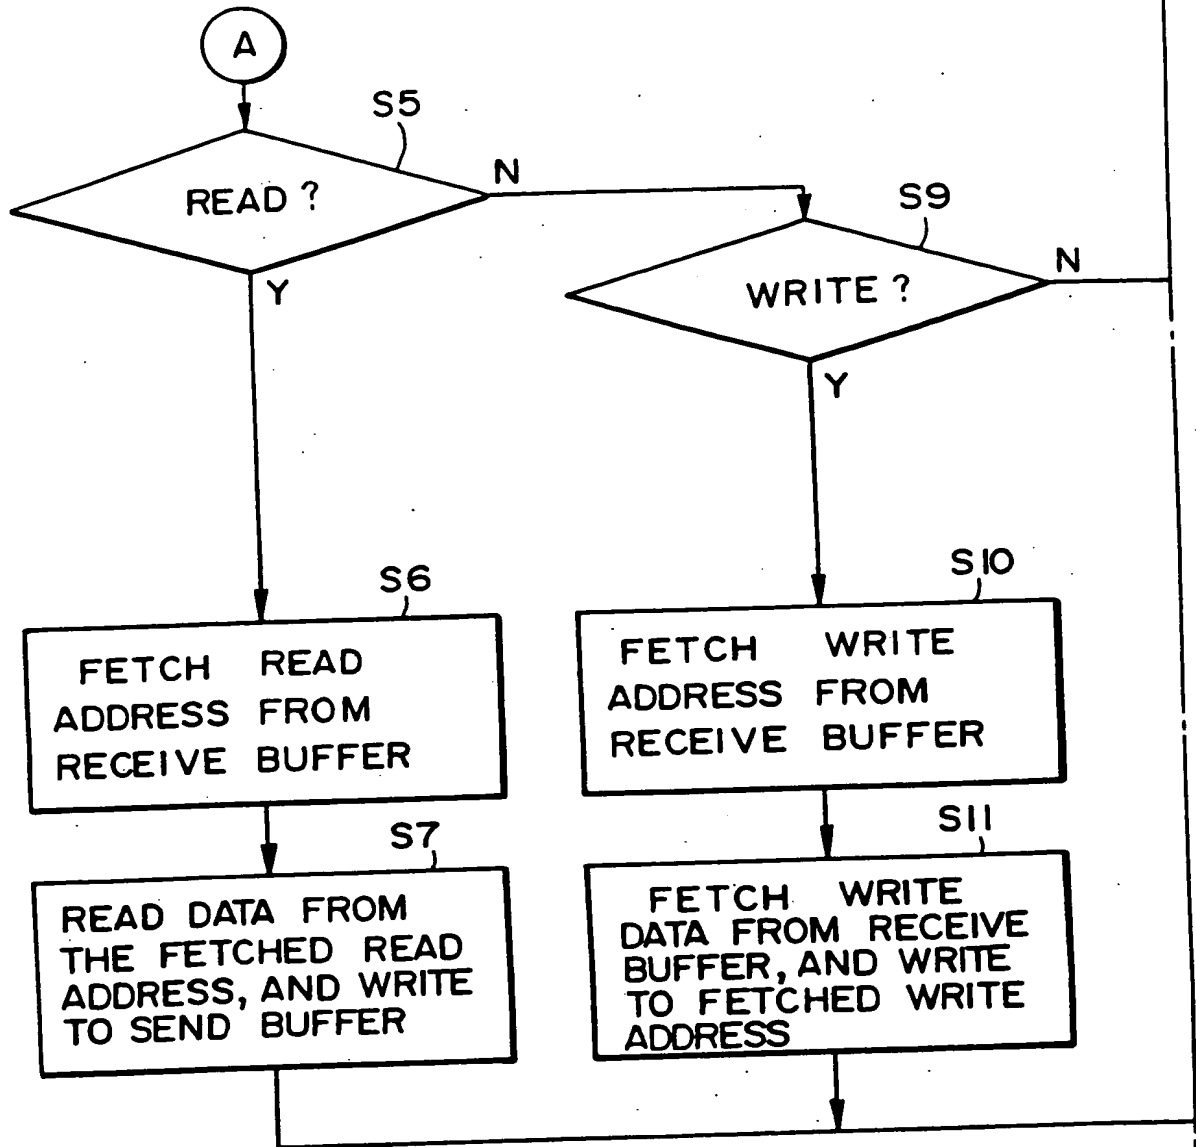 A
S5
READ ?
N
Y
S9
WRITE ?
N
Y
S6
FETCH READ
ADDRESS FROM
RECEIVE BUFFER
S10
FETCH WRITE
ADDRESS FROM
RECEIVE BUFFER
S7
READ DATA FROM
THE FETCHED READ
ADDRESS, AND WRITE
TO SEND BUFFER
S11
FETCH WRITE
DATA FROM RECEIVE
BUFFER, AND WRITE
TO FETCHED WRITE
ADDRESS